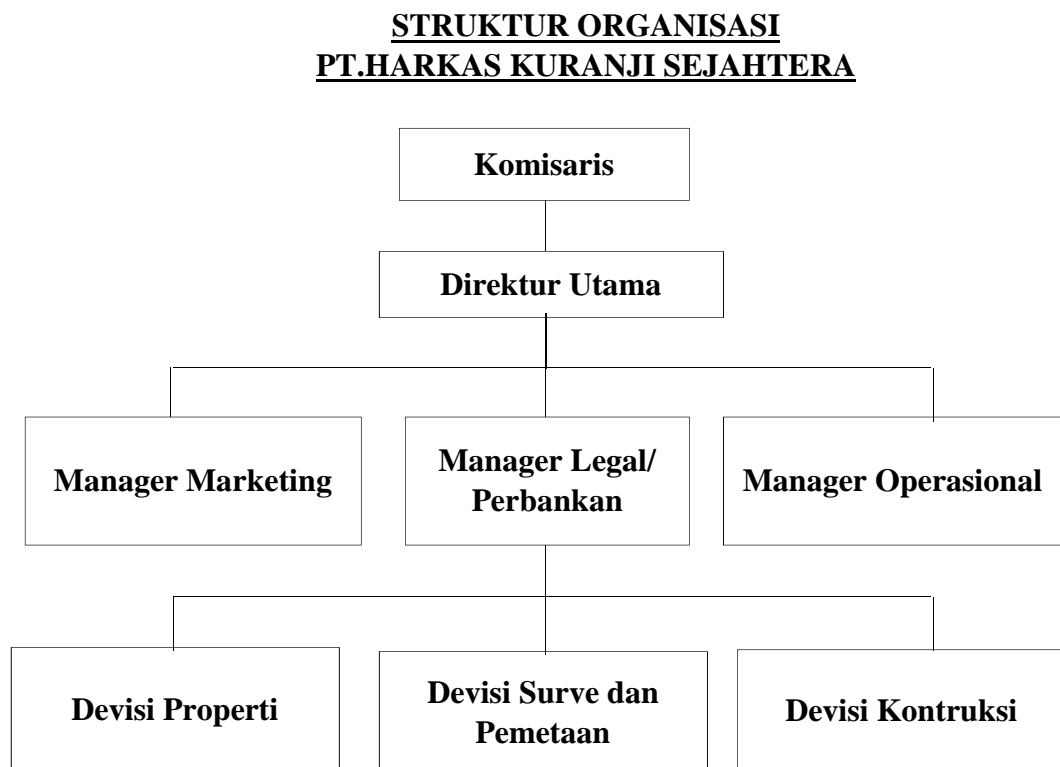 STRUKTUR ORGANISASI
PT.HARKAS KURANJI SEJAHTERA
Komisaris
Direktur Utama
Manager Marketing
Manager Legal/
Perbankan
Manager Operasional
Devisi Properti
Devisi Surve dan
Pemetaan
Devisi Kontruksi